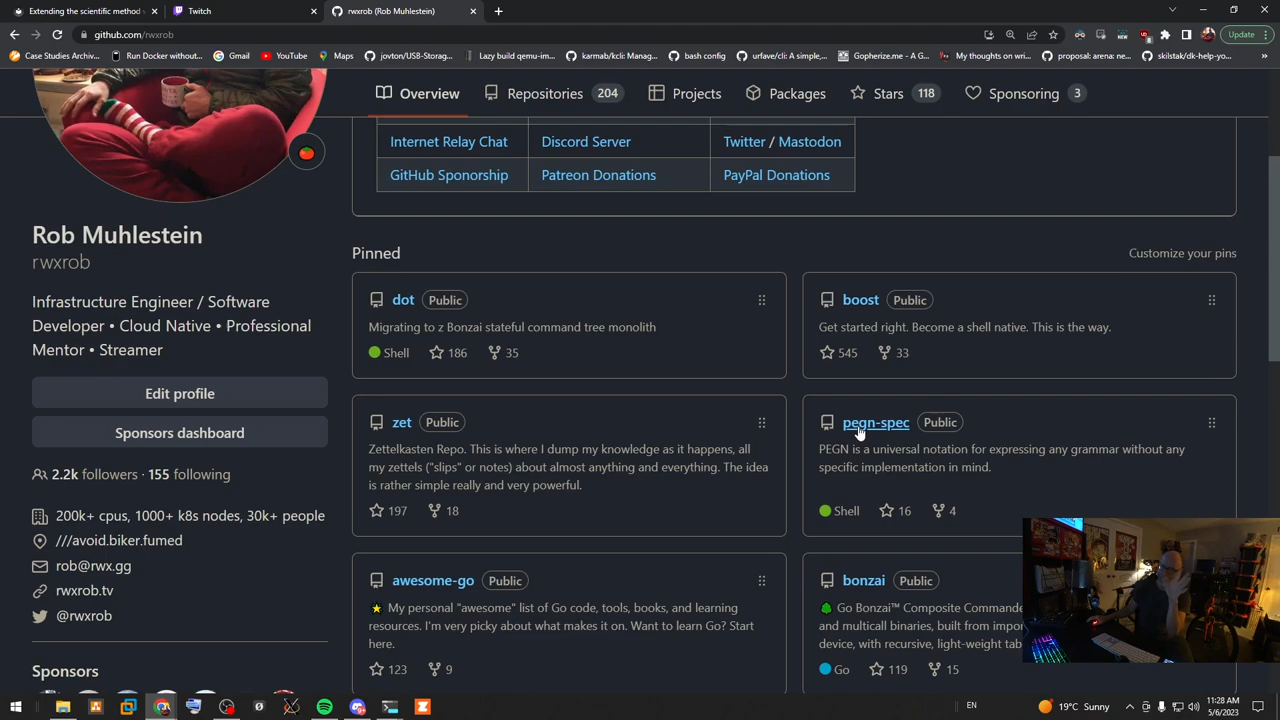 Extending the scientific method
Twitch
rwxrob (Rob Muhlestein)
github.com/rwxrob
Update
Case Studies Archiv...
Run Docker without...
Gmail
YouTube
Maps
jovton/USB-Storag...
Lazy build qemu-im...
karmab/kcli: Manag...
bash config
urfave/cli: A simple,...
Gopherize.me - A G...
My thoughts on wri...
proposal: arena: ne...
skilstak/dk-help-yo...
Overview
Repositories 204
Projects
Packages
Stars 118
Sponsoring 3
Internet Relay Chat
Discord Server
Twitter / Mastodon
GitHub Sponorship
Patreon Donations
PayPal Donations
Rob Muhlestein
rwxrob
Infrastructure Engineer / Software
Developer • Cloud Native • Professional
Mentor • Streamer
Edit profile
Sponsors dashboard
2.2k followers · 155 following
200k+ cpus, 1000+ k8s nodes, 30k+ people
///avoid.biker.fumed
rob@rwx.gg
rwxrob.tv
@rwxrob
Sponsors
Pinned
Customize your pins
dot Public
Migrating to z Bonzai stateful command tree monolith
Shell 186 35
boost Public
Get started right. Become a shell native. This is the way.
545 33
zet Public
Zettelkasten Repo. This is where I dump my knowledge as it happens, all
my zettels ("slips" or notes) about almost anything and everything. The idea
is rather simple really and very powerful.
197 18
pegn-spec Public
PEGN is a universal notation for expressing any grammar without any
specific implementation in mind.
Shell 16 4
awesome-go Public
My personal "awesome" list of Go code, tools, books, and learning
resources. I'm very picky about what makes it on. Want to learn Go? Start
here.
123 9
bonzai Public
Go Bonzai™ Composite Commande
and multicall binaries, built from impor
device, with recursive, light-weight tab
Go 119 15
19°C Sunny
EN
11:28 AM
5/6/2023